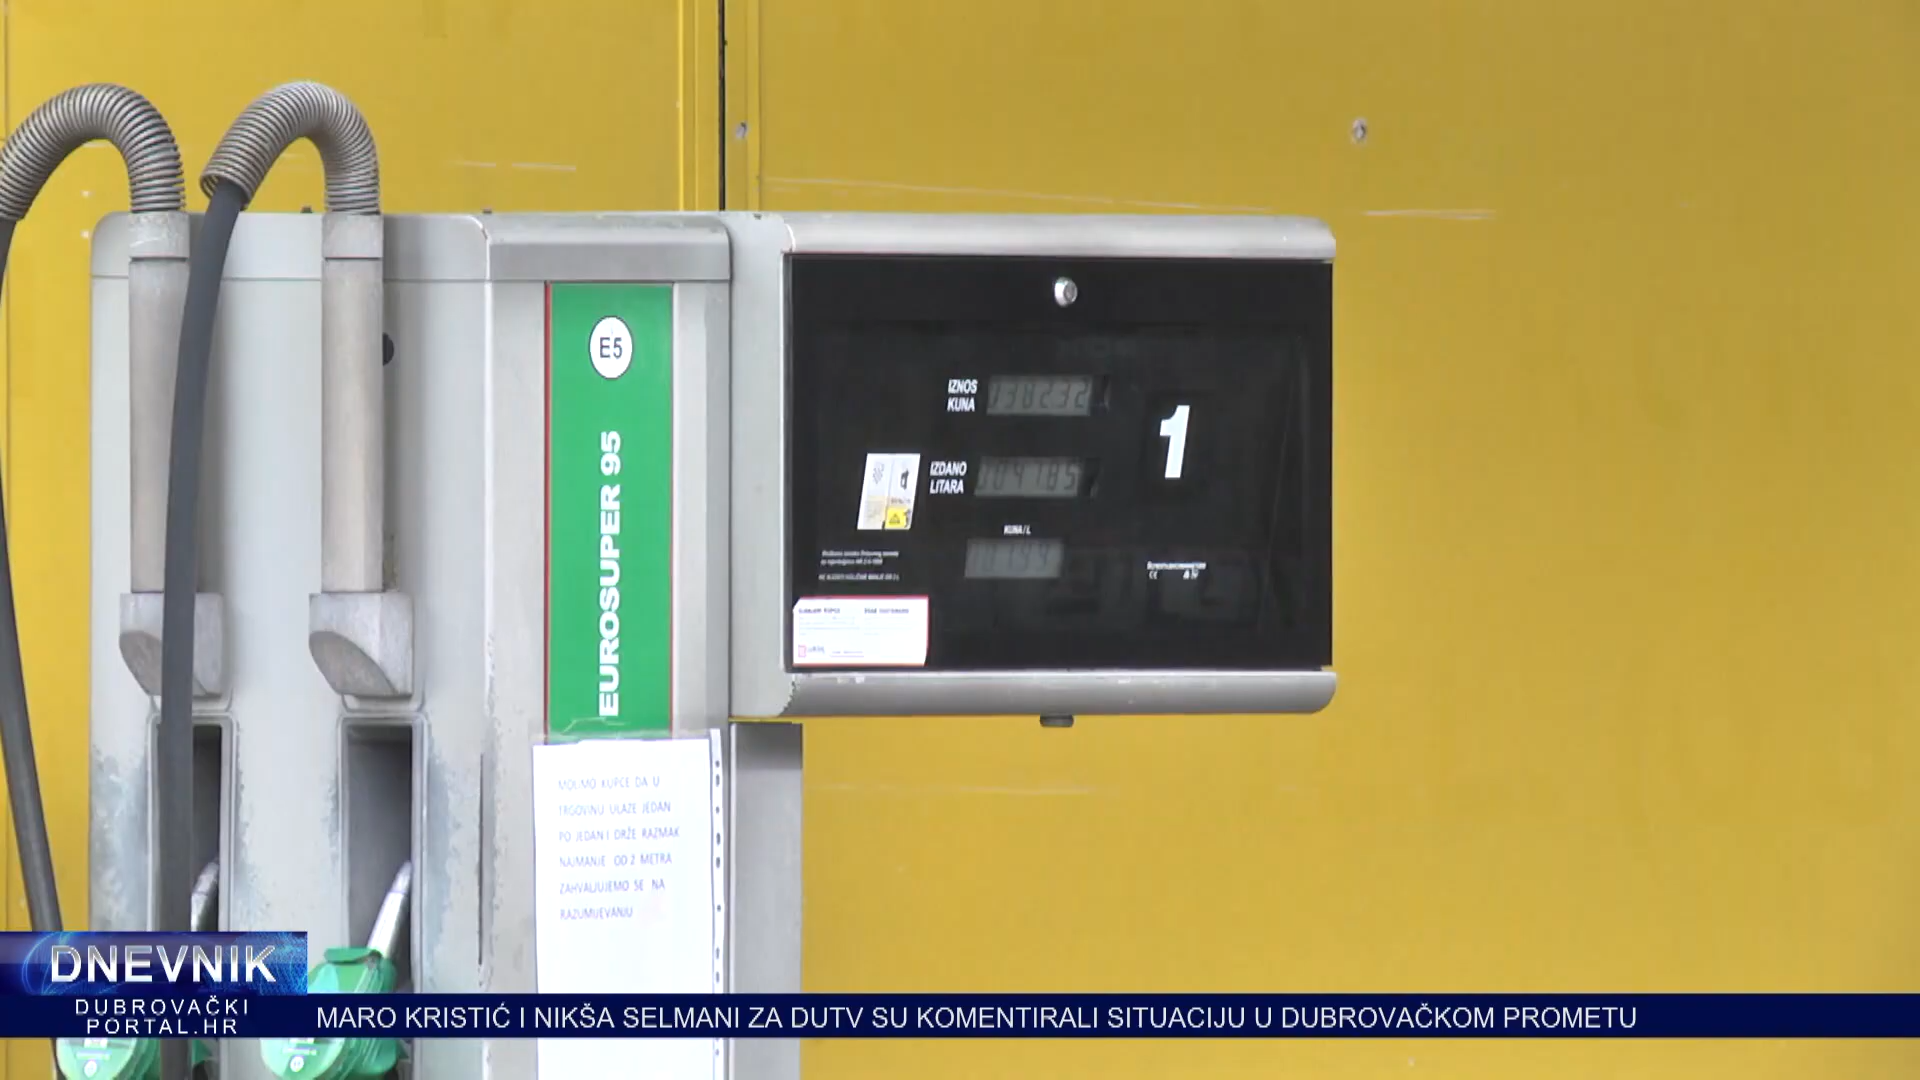 E5
EUROSUPER 95
IZNOS
KUNA
1
IZDANO
LITARA
KUNA/L
MOLIMO KUPCE DA U
TRGOVINU ULAZE JEDAN
PO JEDAN I DRŽE RAZMAK
NAJMANJE OD 2 METRA
ZAHVALJUJEMO SE NA
RAZUMIJEVANJU
DNEVNIK
DUBROVAČKI
PORTAL.HR
MARO KRISTIĆ I NIKŠA SELMANI ZA DUTV SU KOMENTIRALI SITUACIJU U DUBROVAČKOM PROMETU